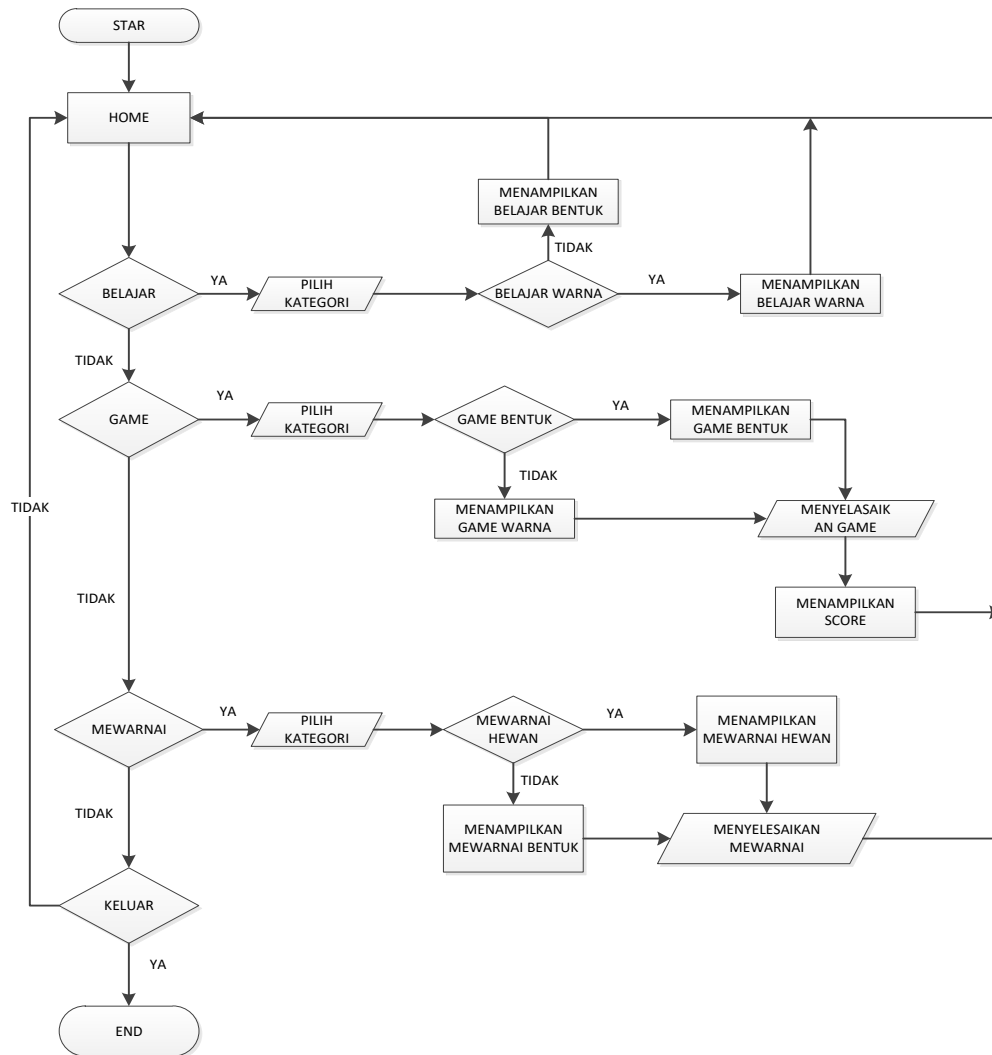 STAR
HOME
MENAMPILKAN
BELAJAR BENTUK
TIDAK
BELAJAR
YA
PILIH
KATEGORI
BELAJAR WARNA
YA
MENAMPILKAN
BELAJAR WARNA
TIDAK
GAME
YA
PILIH
KATEGORI
GAME BENTUK
YA
MENAMPILKAN
GAME BENTUK
TIDAK
TIDAK
MENAMPILKAN
GAME WARNA
MENYELASAIK
AN GAME
TIDAK
MENAMPILKAN
SCORE
MEWARNAI
YA
PILIH
KATEGORI
MEWARNAI
HEWAN
YA
MENAMPILKAN
MEWARNAI HEWAN
TIDAK
TIDAK
MENAMPILKAN
MEWARNAI BENTUK
MENYELESAIKAN
MEWARNAI
KELUAR
YA
END